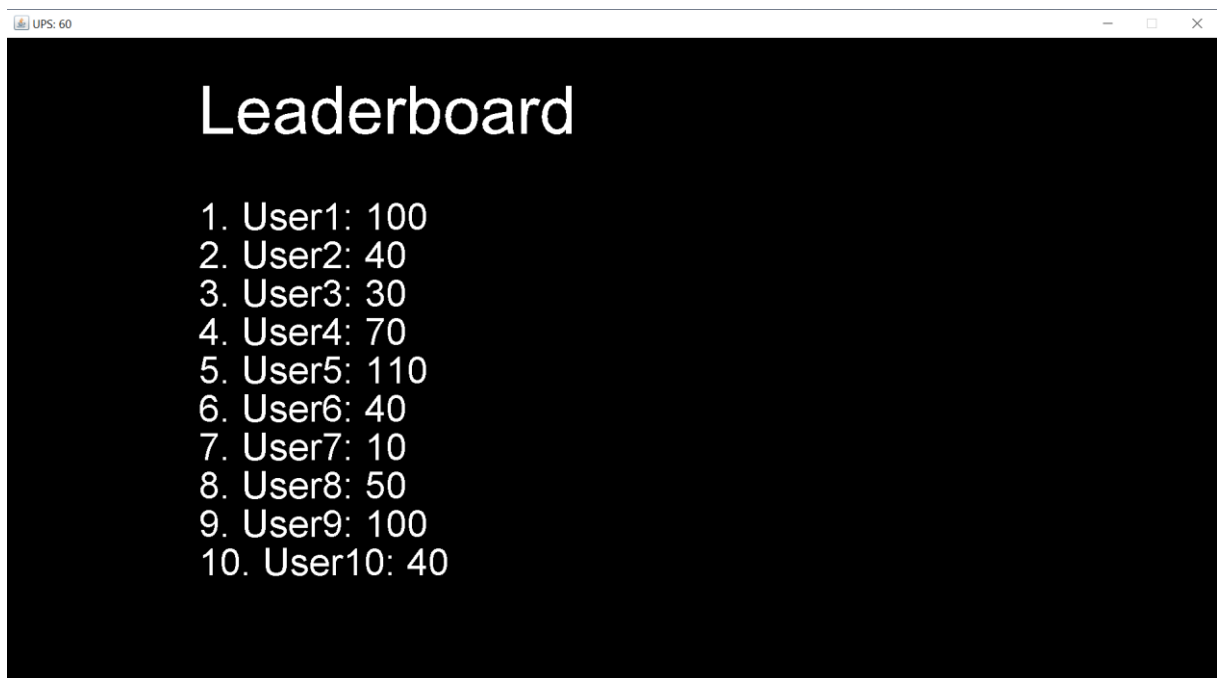 UPS: 60
Leaderboard
1. User1: 100
2. User2: 40
3. User3: 30
4. User4: 70
5. User5: 110
6. User6: 40
7. User7: 10
8. User8: 50
9. User9: 100
10. User10: 40